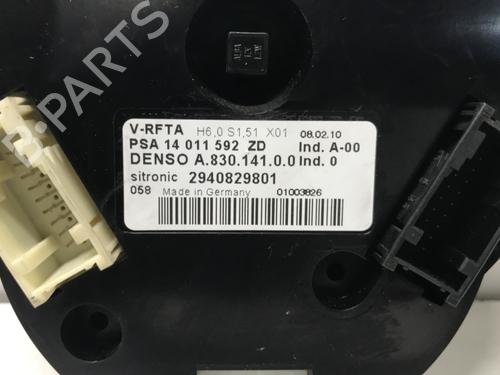 V-RFTA H6,0 S1,51 X01 08.02.10
PSA 14 011 592 ZD Ind. A-00
DENSO A.830.141.0.0 Ind. 0
sitronic 2940829801
058 Made in Germany 01003826
B-PARTS